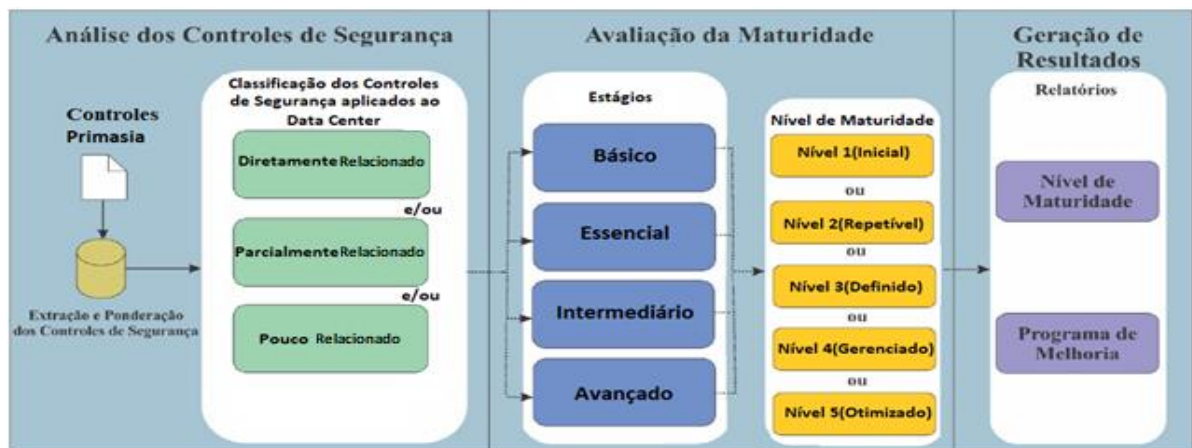 Análise dos Controles de Segurança
Controles
Primasia
Extração e Ponderação
dos Controles de Segurança
Classificação dos Controles
de Segurança aplicados ao
Data Center
Diretamente Relacionado
e/ou
Parcialmente Relacionado
e/ou
Pouco Relacionado
Avaliação da Maturidade
Estágios
Básico
Essencial
Intermediário
Avançado
Nível de Maturidade
Nível 1(Inicial)
ou
Nível 2(Repetível)
ou
Nível 3(Definido)
ou
Nível 4(Gerenciado)
ou
Nível 5(Otimizado)
Geração de
Resultados
Relatórios
Nível de
Maturidade
Programa de
Melhoria